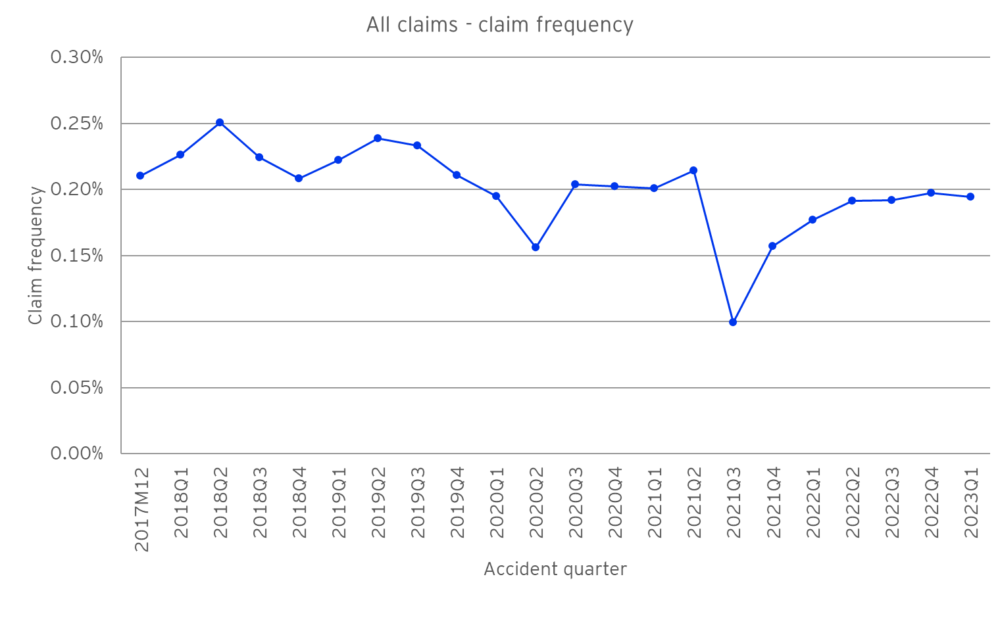 All claims - claim frequency
0.30%
0.25%
0.20%
0.15%
0.10%
0.05%
0.00%
Claim frequency
2017M12
2018Q1
2018Q2
2018Q3
2018Q4
2019Q1
2019Q2
2019Q3
2019Q4
2020Q1
2020Q2
2020Q3
2020Q4
2021Q1
2021Q2
2021Q3
2021Q4
2022Q1
2022Q2
2022Q3
2022Q4
2023Q1
Accident quarter